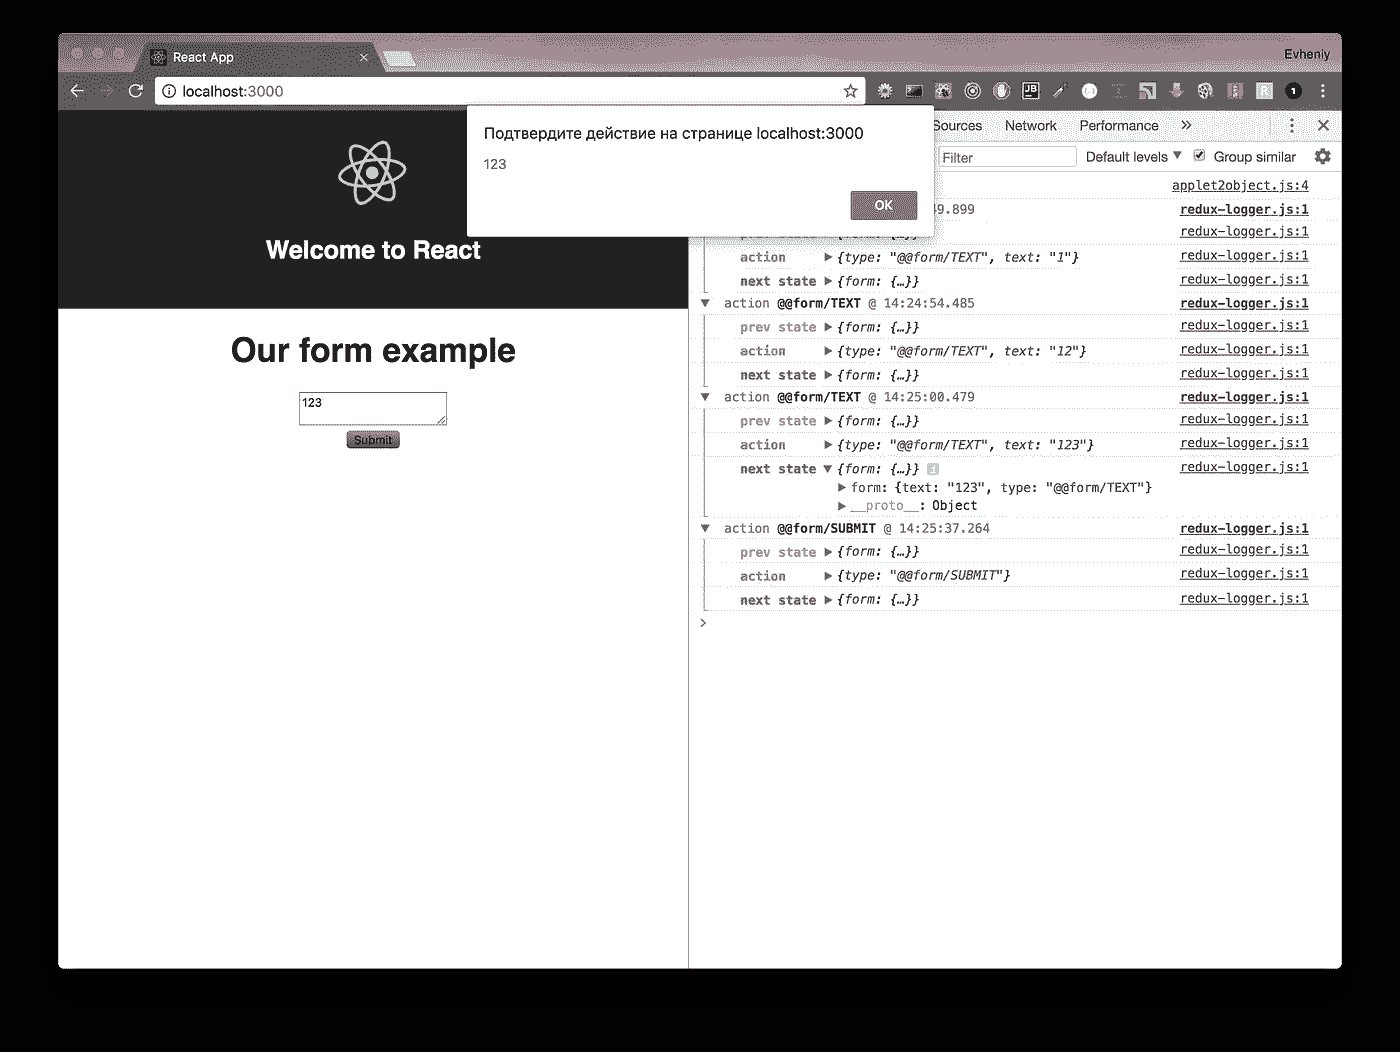 React App
Evheniy
localhost:3000
JB
R
1
Подтвердите действие на странице localhost:3000
123
OK
Welcome to React
Our form example
123
Submit
Sources Network Performance
Filter Default levels Group similar
applet2object.js:4
49.899 redux-logger.js:1
redux-logger.js:1
action {type: "@@form/TEXT", text: "1"} redux-logger.js:1
next state {form: {…}} redux-logger.js:1
action @@form/TEXT @ 14:24:54.485 redux-logger.js:1
prev state {form: {…}} redux-logger.js:1
action {type: "@@form/TEXT", text: "12"} redux-logger.js:1
next state {form: {…}} redux-logger.js:1
action @@form/TEXT @ 14:25:00.479 redux-logger.js:1
prev state {form: {…}} redux-logger.js:1
action {type: "@@form/TEXT", text: "123"} redux-logger.js:1
next state {form: {…}} redux-logger.js:1
form: {text: "123", type: "@@form/TEXT"}
__proto__: Object
action @@form/SUBMIT @ 14:25:37.264 redux-logger.js:1
prev state {form: {…}} redux-logger.js:1
action {type: "@@form/SUBMIT"} redux-logger.js:1
next state {form: {…}} redux-logger.js:1